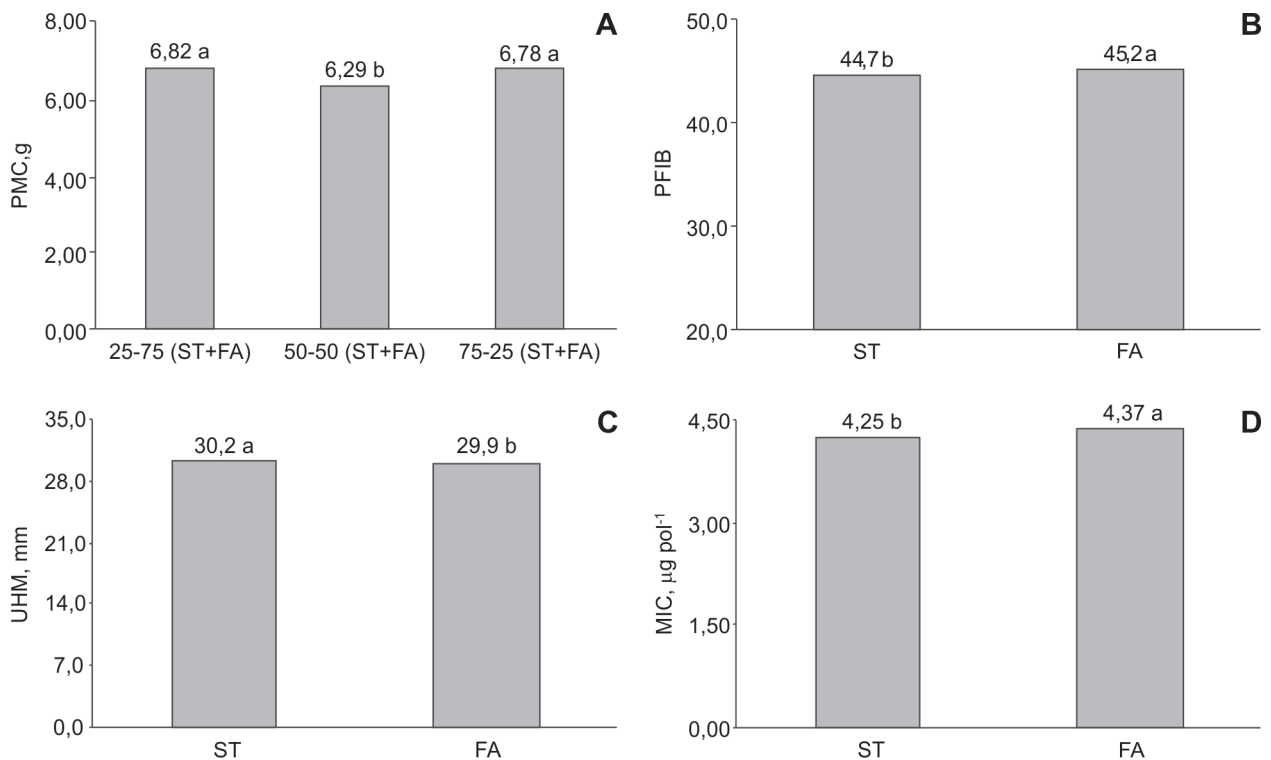 A
8,00
6,00
4,00
2,00
0,00
PMC,g
6,82 a
6,29 b
6,78 a
25-75 (ST+FA)
50-50 (ST+FA)
75-25 (ST+FA)
B
50,0
40,0
30,0
20,0
PFIB
44,7 b
45,2 a
ST
FA
C
35,0
28,0
21,0
14,0
7,0
0,0
UHM, mm
30,2 a
29,9 b
ST
FA
D
4,50
3,00
1,50
0,00
MIC, µg pol⁻¹
4,25 b
4,37 a
ST
FA